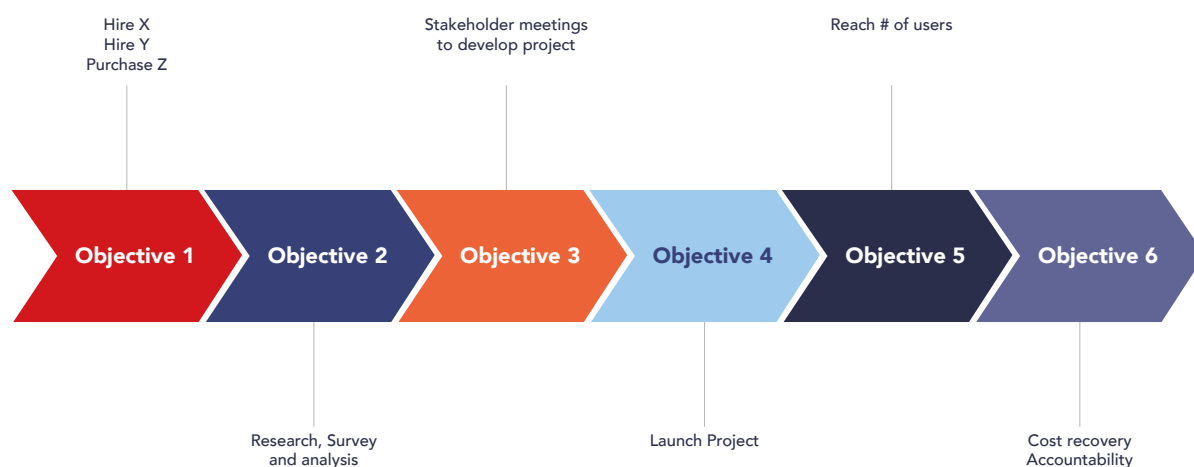 Hire X
Hire Y
Purchase Z
Stakeholder meetings
to develop project
Reach # of users
Objective 1
Objective 2
Objective 3
Objective 4
Objective 5
Objective 6
Research, Survey
and analysis
Launch Project
Cost recovery
Accountability